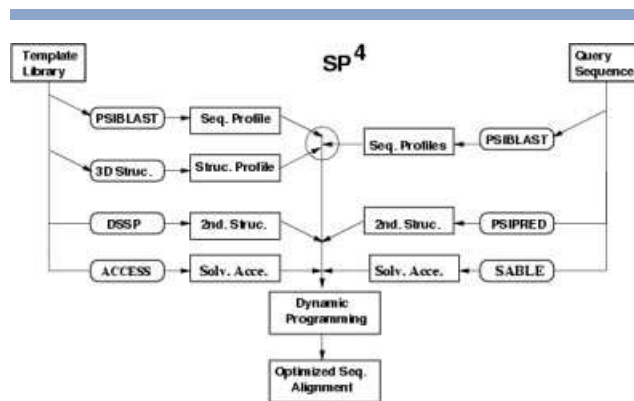 Template
Library
SP4
Query
Sequence
PSIBLAST
Seq. Profile
Seq. Profiles
PSIBLAST
3D Struc.
Struc. Profile
DSSP
2nd. Struc.
2nd. Struc.
PSIPRED
ACCESS
Solv. Acce.
Solv. Acce.
SABLE
Dynamic
Programming
Optimized Seq.
Alignment